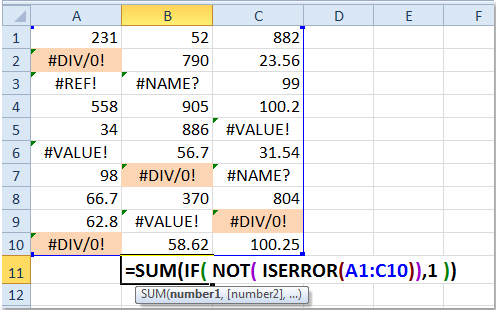 A B C D E F
1 231 52 882
2 #DIV/0! 790 23.56
3 #REF! #NAME? 99
4 558 905 100.2
5 34 886 #VALUE!
6 #VALUE! 56.7 31.54
7 98 #DIV/0! #NAME?
8 66.7 370 804
9 62.8 #VALUE! #DIV/0!
10 #DIV/0! 58.62 100.25
11 =SUM(IF( NOT( ISERROR(A1:C10)),1 ))
12 SUM(number1, [number2], ...)